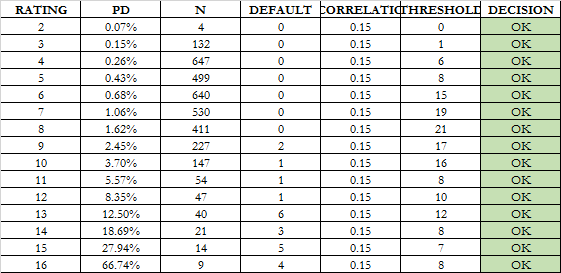 RATING PD N DEFAULT CORRELATIO THRESHOLD DECISION
2 0.07% 4 0 0.15 0 OK
3 0.15% 132 0 0.15 1 OK
4 0.26% 647 0 0.15 6 OK
5 0.43% 499 0 0.15 8 OK
6 0.68% 640 0 0.15 15 OK
7 1.06% 530 0 0.15 19 OK
8 1.62% 411 0 0.15 21 OK
9 2.45% 227 2 0.15 17 OK
10 3.70% 147 1 0.15 16 OK
11 5.57% 54 1 0.15 8 OK
12 8.35% 47 1 0.15 10 OK
13 12.50% 40 6 0.15 12 OK
14 18.69% 21 3 0.15 8 OK
15 27.94% 14 5 0.15 7 OK
16 66.74% 9 4 0.15 8 OK